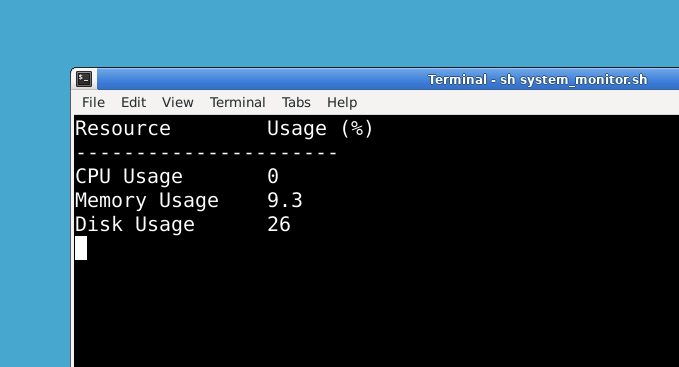 Terminal - sh system_monitor.sh
File Edit View Terminal Tabs Help
Resource        Usage (%)
----------------------
CPU Usage       0
Memory Usage    9.3
Disk Usage      26